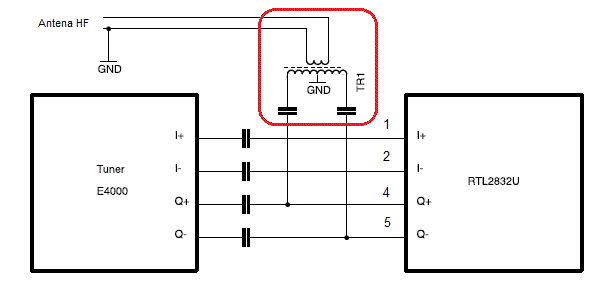 Antena HF
GND
GND
TR1
Tuner
E4000
I+
I-
Q+
Q-
1
2
4
5
I+
I-
Q+
Q-
RTL2832U